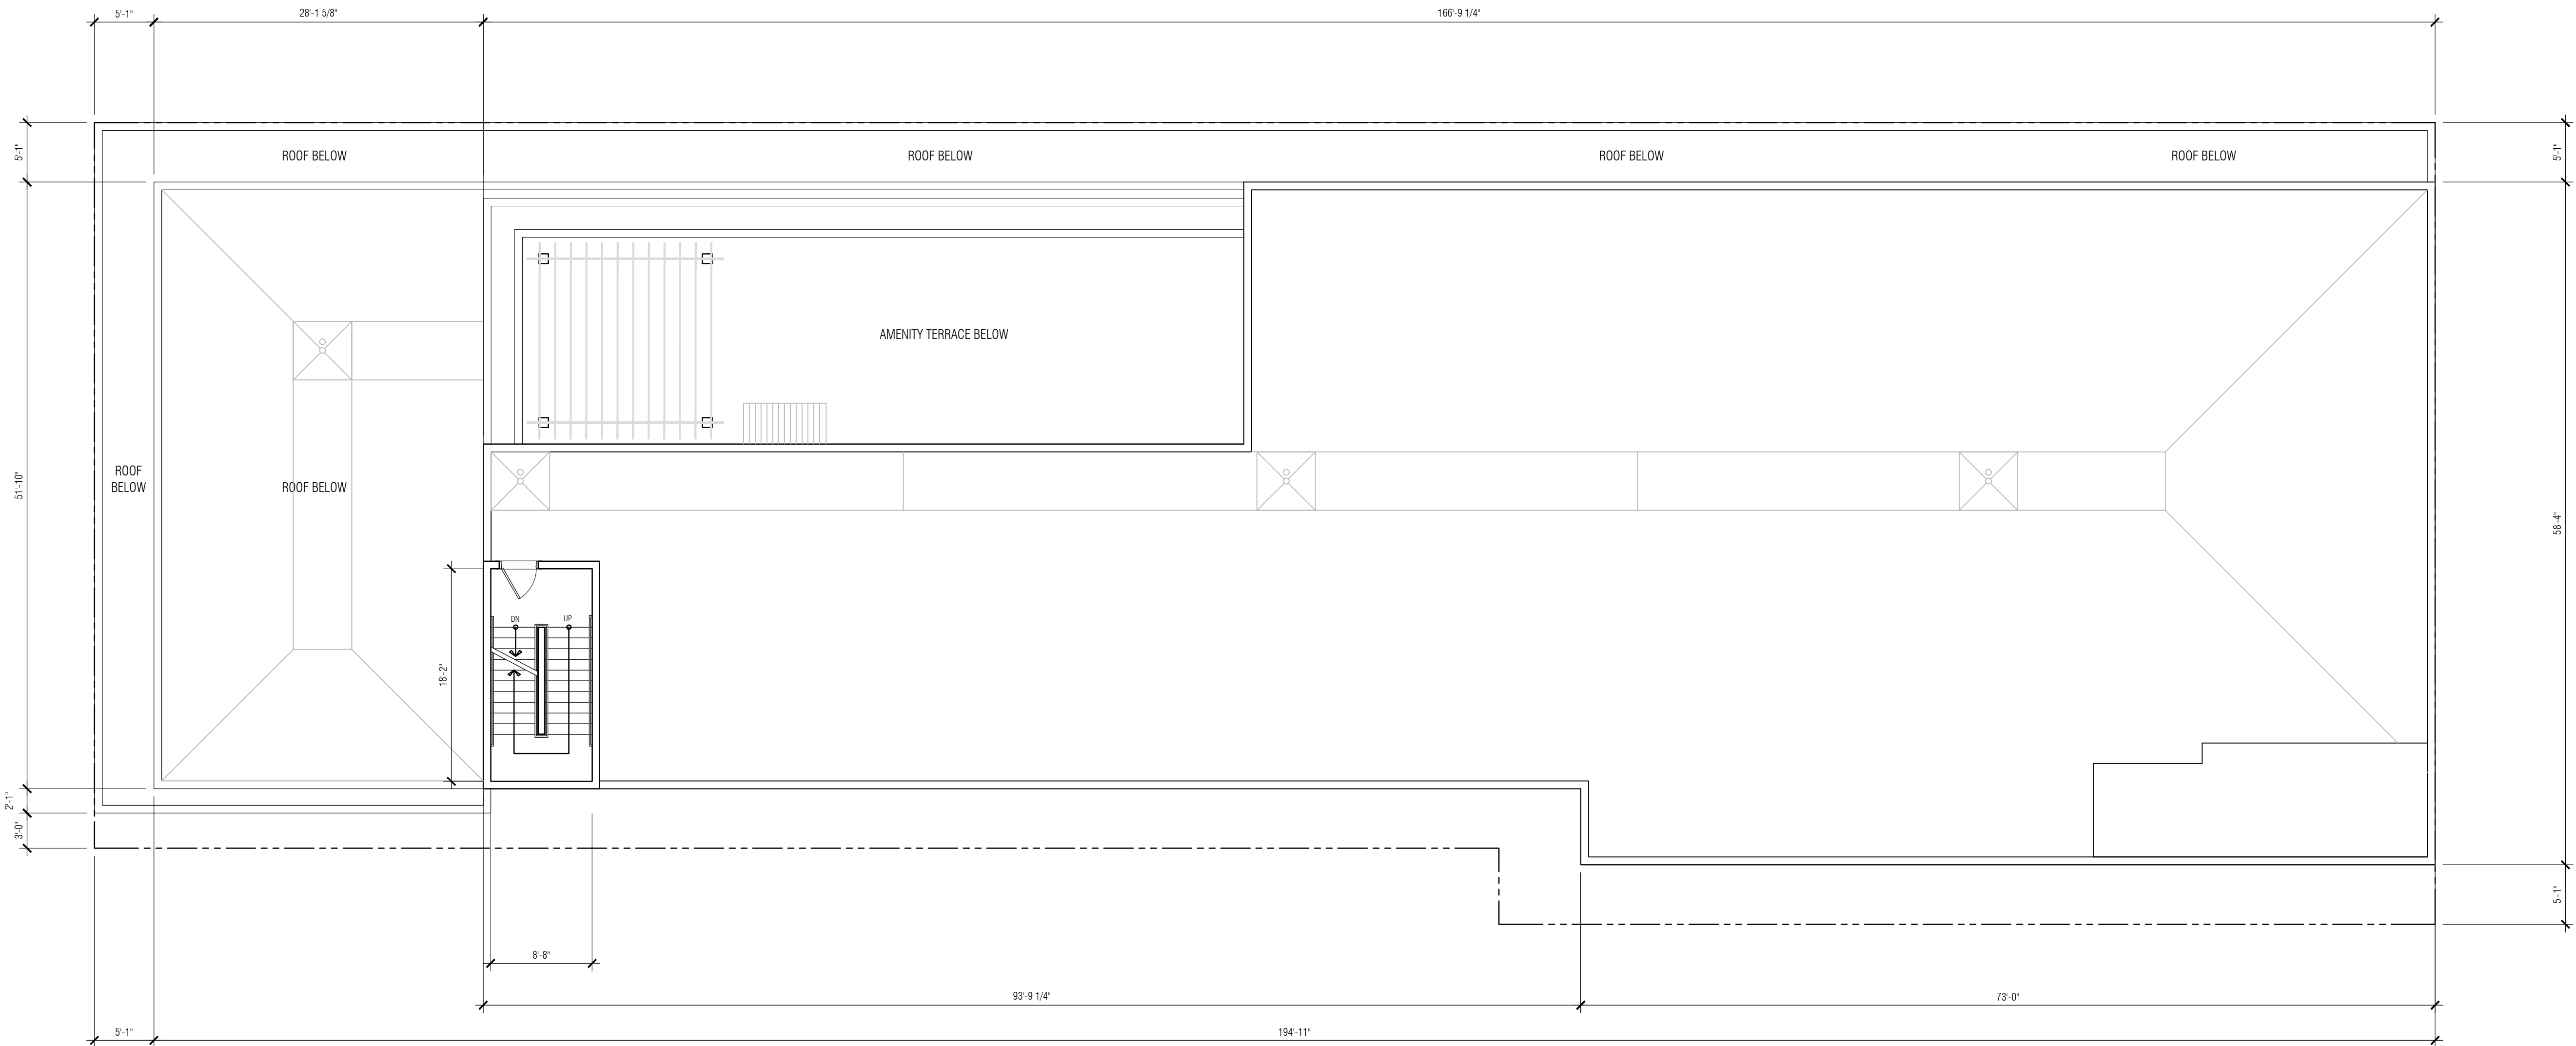 5'-1"
28'-1 5/8"
166'-9 1/4"
5'-1"
ROOF BELOW
ROOF BELOW
ROOF BELOW
ROOF BELOW
5'-1"
AMENITY TERRACE BELOW
51'-10"
ROOF
BELOW
ROOF BELOW
58'-4"
DN
UP
18'-2"
2'-1"
3'-0"
5'-1"
8'-8"
93'-9 1/4"
73'-0"
5'-1"
194'-11"